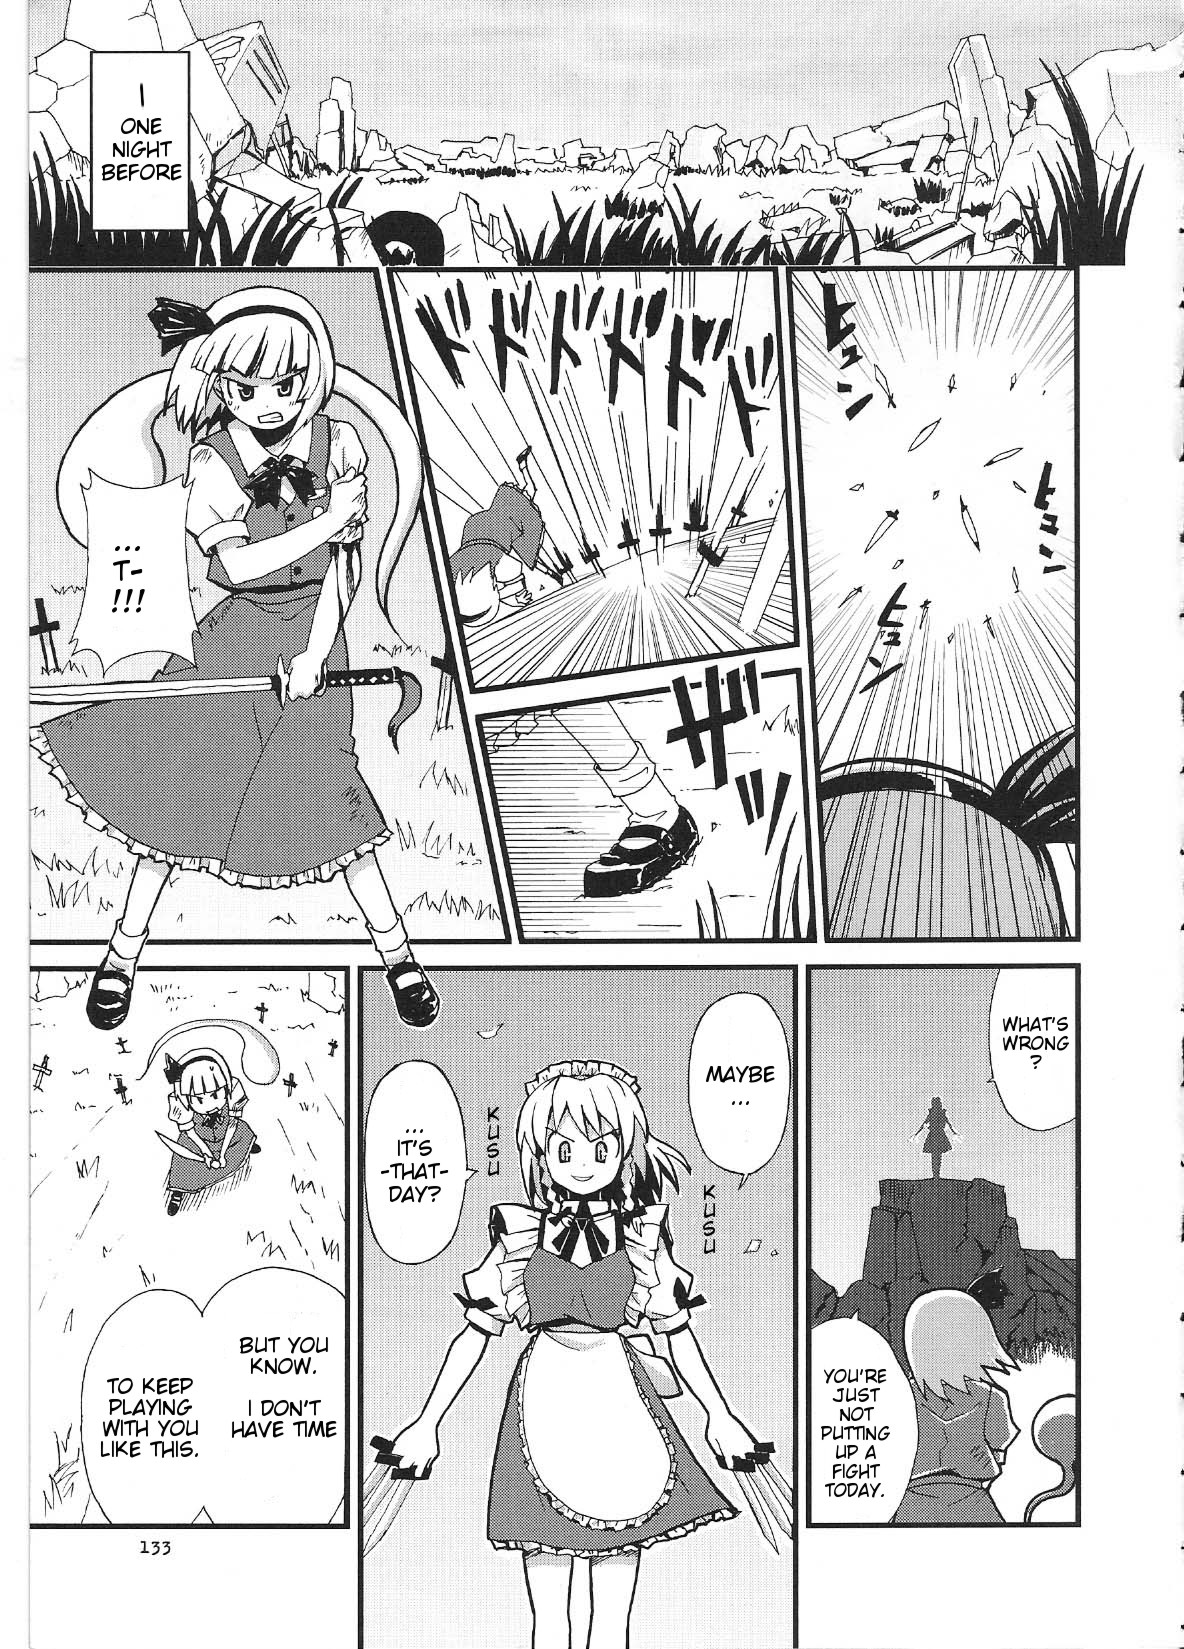 I
ONE
NIGHT
BEFORE
ヒュン
ヒュン
ヒュン
ドドドドドド
ザッ
...
T-
!!!
WHAT'S
WRONG
?
YOU'RE
JUST
NOT
PUTTING
UP A
FIGHT
TODAY.
MAYBE
...
KUSU
KUSU
...
IT'S
-THAT-
DAY?
BUT YOU
KNOW.
I DON'T
HAVE TIME
TO KEEP
PLAYING
WITH YOU
LIKE THIS.
133